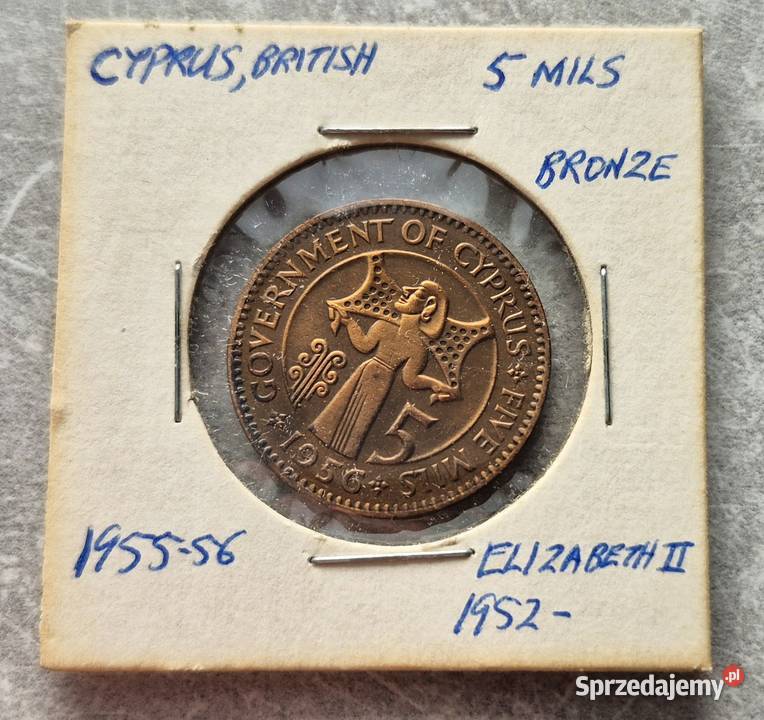 CYPRUS, BRITISH
5 MILS
BRONZE
GOVERNMENT OF CYPRUS
FIVE MILS
1956
5
1955-56
ELIZABETH II
1952-
Sprzedajemy.pl